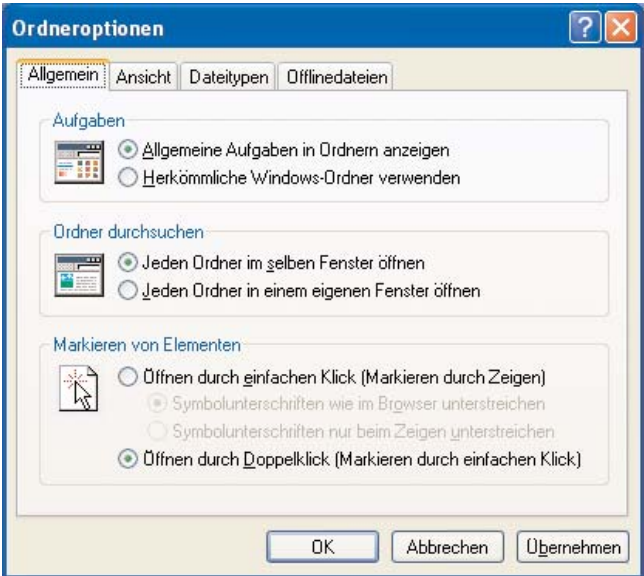 Ordneroptionen
Allgemein Ansicht Dateitypen Offlinedateien
Aufgaben
Allgemeine Aufgaben in Ordnern anzeigen
Herkömmliche Windows-Ordner verwenden
Ordner durchsuchen
Jeden Ordner im selben Fenster öffnen
Jeden Ordner in einem eigenen Fenster öffnen
Markieren von Elementen
Öffnen durch einfachen Klick (Markieren durch Zeigen)
Symbolunterschriften wie im Browser unterstreichen
Symbolunterschriften nur beim Zeigen unterstreichen
Öffnen durch Doppelklick (Markieren durch einfachen Klick)
OK Abbrechen Übernehmen